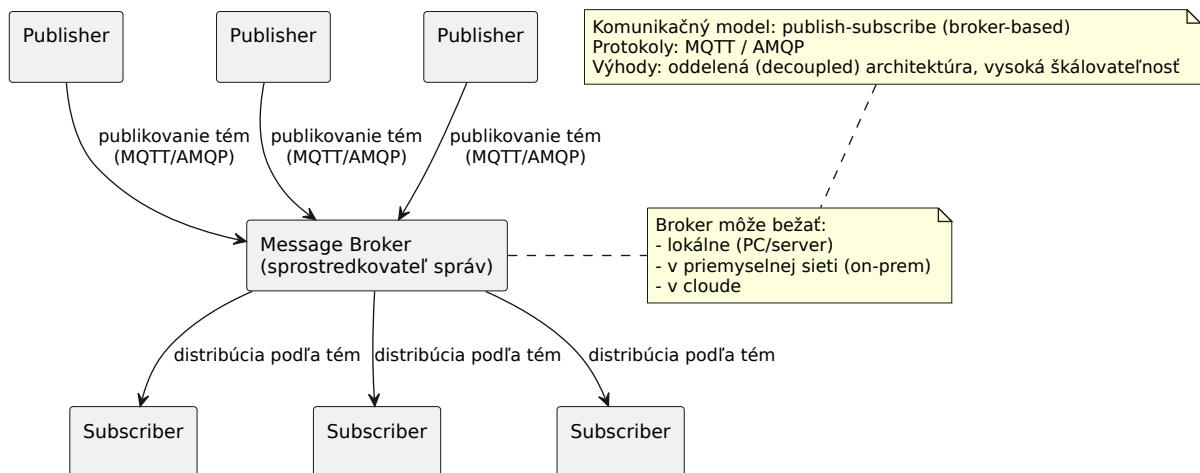 Publisher
Publisher
Publisher
Komunikačný model: publish-subscribe (broker-based)
Protokoly: MQTT / AMQP
Výhody: oddelená (decoupled) architektúra, vysoká škálovateľnosť
publikovanie tém
(MQTT/AMQP)
publikovanie tém
(MQTT/AMQP)
publikovanie tém
(MQTT/AMQP)
Message Broker
(sprostredkovateľ správ)
Broker môže bežať:
- lokálne (PC/server)
- v priemyselnej sieti (on-prem)
- v cloude
distribúcia podľa tém
distribúcia podľa tém
distribúcia podľa tém
Subscriber
Subscriber
Subscriber